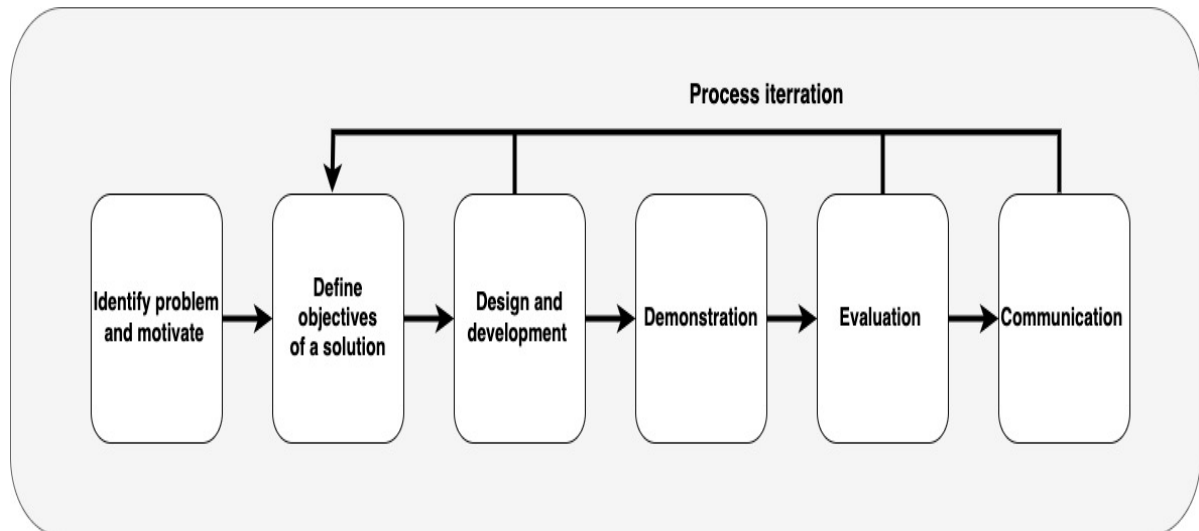 Process iterration
Identify problem
and motivate
Define
objectives
of a solution
Design and
development
Demonstration
Evaluation
Communication